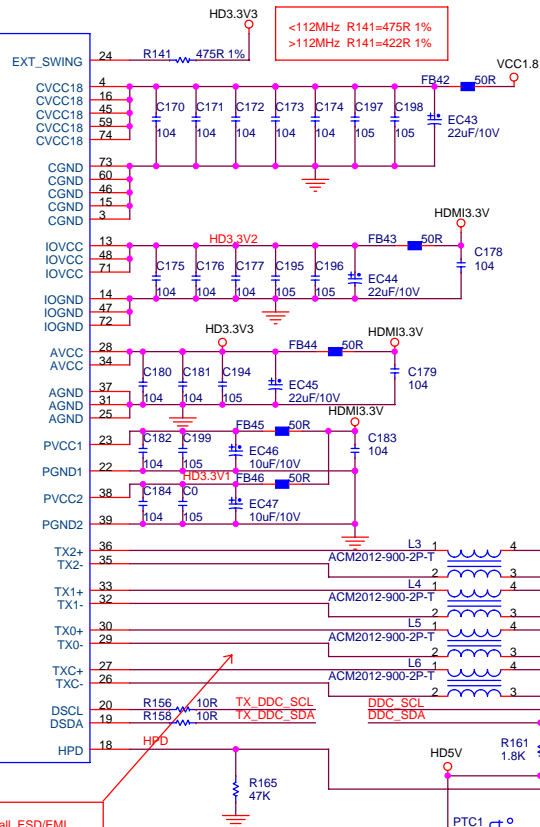 HD3.3V3
<112MHz R141=475R 1%
>112MHz R141=422R 1%
EXT_SWING 24 R141 475R 1%
VCC1.8
CVCC18 4 FB42 50R
CVCC18 16
CVCC18 45
CVCC18 59
CVCC18 74
C170 C171 C172 C173 C174 C197 C198 EC43
104 104 104 104 104 105 105 22uF/10V
CGND 73
CGND 60
CGND 46
CGND 15
CGND 3
HDMI3.3V
IOVCC 13 HD3.3V2 FB43 50R
IOVCC 48
IOVCC 71
C178
104
C175 C176 C177 C195 C196 EC44
104 104 104 105 105 22uF/10V
IOGND 14
IOGND 47
IOGND 72
HD3.3V3 HDMI3.3V
AVCC 28 FB44 50R
AVCC 34
C180 C181 C194 EC45 C179
104 104 105 22uF/10V 104
AGND 37
AGND 31
AGND 25
HDMI3.3V
PVCC1 23 FB45 50R
C182 C199 EC46 C183
104 105 10uF/10V 104
PGND1 22
HD3.3V1 FB46 50R
PVCC2 38
C184 C0 EC47
104 105 10uF/10V
PGND2 39
TX2+ 36 L3 1 4
TX2- 35 ACM2012-900-2P-T 2 3
TX1+ 33 L4 1 4
TX1- 32 ACM2012-900-2P-T 2 3
TX0+ 30 L5 1 4
TX0- 29 ACM2012-900-2P-T 2 3
TXC+ 27 L6 1 4
TXC- 26 ACM2012-900-2P-T 2 3
DSCL 20 R156 10R TX_DDC_SCL DDC_SCL
DSDA 19 R158 10R TX_DDC_SDA DDC_SDA
HPD 18 HPD
HD5V
R161
1.8K
R165
47K
all ESD/EMI
PTC1